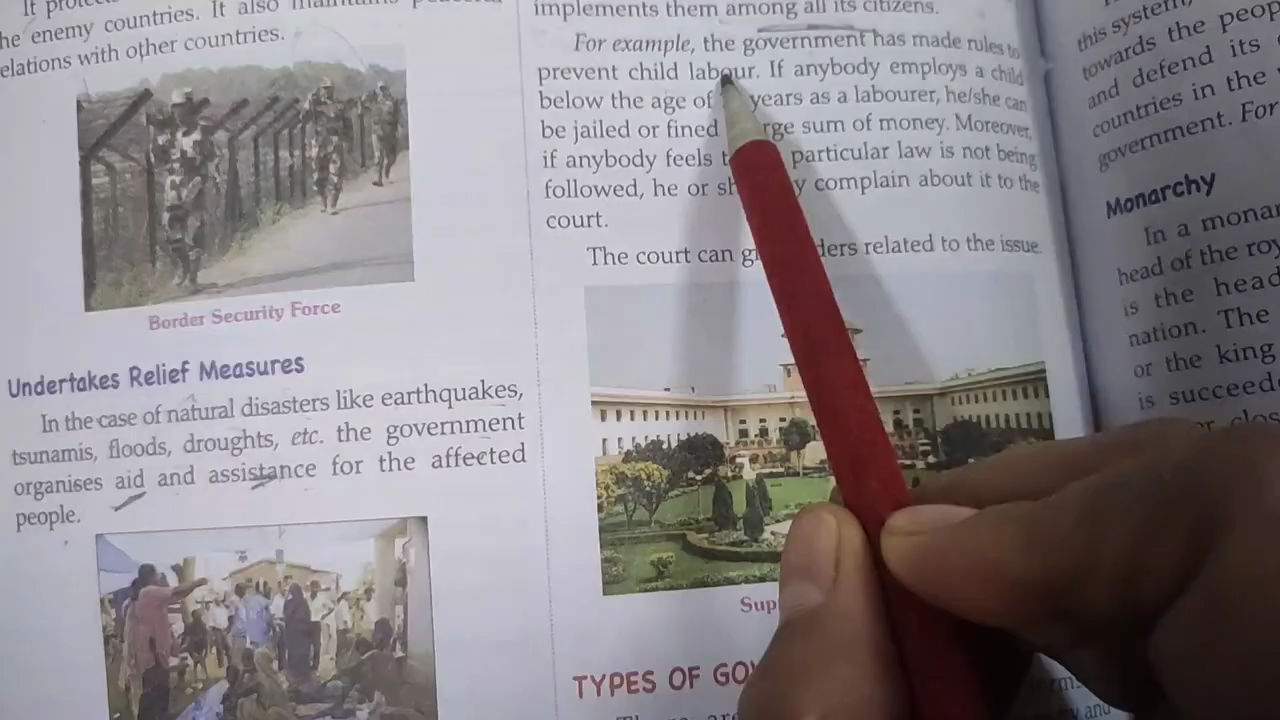 It
he enemy countries. It also
elations with other countries.
Border Security Force
Undertakes Relief Measures
In the case of natural disasters like earthquakes,
tsunamis, floods, droughts, etc. the government
organises aid and assistance for the affected
people.
implements them among all its citizens.
For example, the government has made rules to
prevent child labour. If anybody employs a child
below the age of years as a labourer, he/she can
be jailed or fined rge sum of money. Moreover,
if anybody feels t particular law is not being
followed, he or sh y complain about it to the
court.
The court can gi ders related to the issue.
Sup
TYPES OF GOV
this system,
towards the peop
and defend its
countries in the
government. For
Monarchy
In a monar
head of the roy
is the head
nation. The
or the king
is succeede